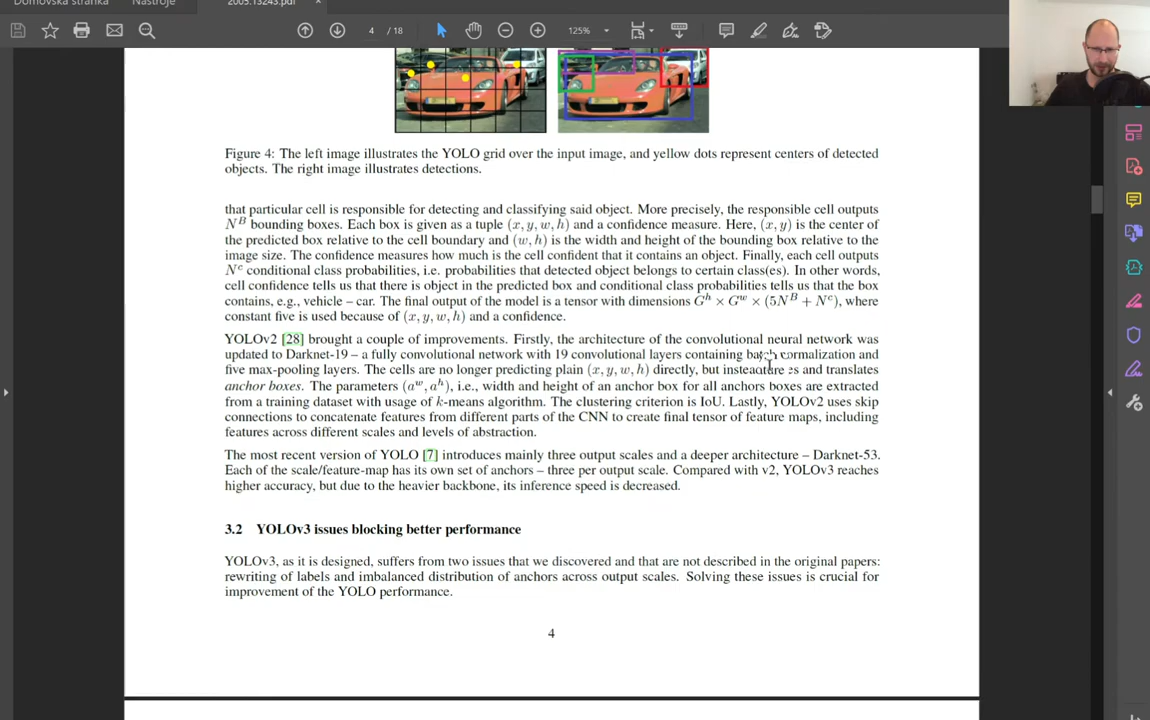 Domovská stránka Nástroje 2005.13243.pdf ×
4 / 18 125%
Figure 4: The left image illustrates the YOLO grid over the input image, and yellow dots represent centers of detected
objects. The right image illustrates detections.
that particular cell is responsible for detecting and classifying said object. More precisely, the responsible cell outputs
N^B bounding boxes. Each box is given as a tuple (x, y, w, h) and a confidence measure. Here, (x, y) is the center of
the predicted box relative to the cell boundary and (w, h) is the width and height of the bounding box relative to the
image size. The confidence measures how much is the cell confident that it contains an object. Finally, each cell outputs
N^c conditional class probabilities, i.e. probabilities that detected object belongs to certain class(es). In other words,
cell confidence tells us that there is object in the predicted box and conditional class probabilities tells us that the box
contains, e.g., vehicle – car. The final output of the model is a tensor with dimensions G^h × G^w × (5N^B + N^c), where
constant five is used because of (x, y, w, h) and a confidence.
YOLOv2 [28] brought a couple of improvements. Firstly, the architecture of the convolutional neural network was
updated to Darknet-19 – a fully convolutional network with 19 convolutional layers containing and
five max-pooling layers. The cells are no longer predicting plain (x, y, w, h) directly, but and translates
anchor boxes. The parameters (a^w, a^h), i.e., width and height of an anchor box for all anchors boxes are extracted
from a training dataset with usage of k-means algorithm. The clustering criterion is IoU. Lastly, YOLOv2 uses skip
connections to concatenate features from different parts of the CNN to create final tensor of feature maps, including
features across different scales and levels of abstraction.
The most recent version of YOLO [7] introduces mainly three output scales and a deeper architecture – Darknet-53.
Each of the scale/feature-map has its own set of anchors – three per output scale. Compared with v2, YOLOv3 reaches
higher accuracy, but due to the heavier backbone, its inference speed is decreased.
3.2 YOLOv3 issues blocking better performance
YOLOv3, as it is designed, suffers from two issues that we discovered and that are not described in the original papers:
rewriting of labels and imbalanced distribution of anchors across output scales. Solving these issues is crucial for
improvement of the YOLO performance.
4